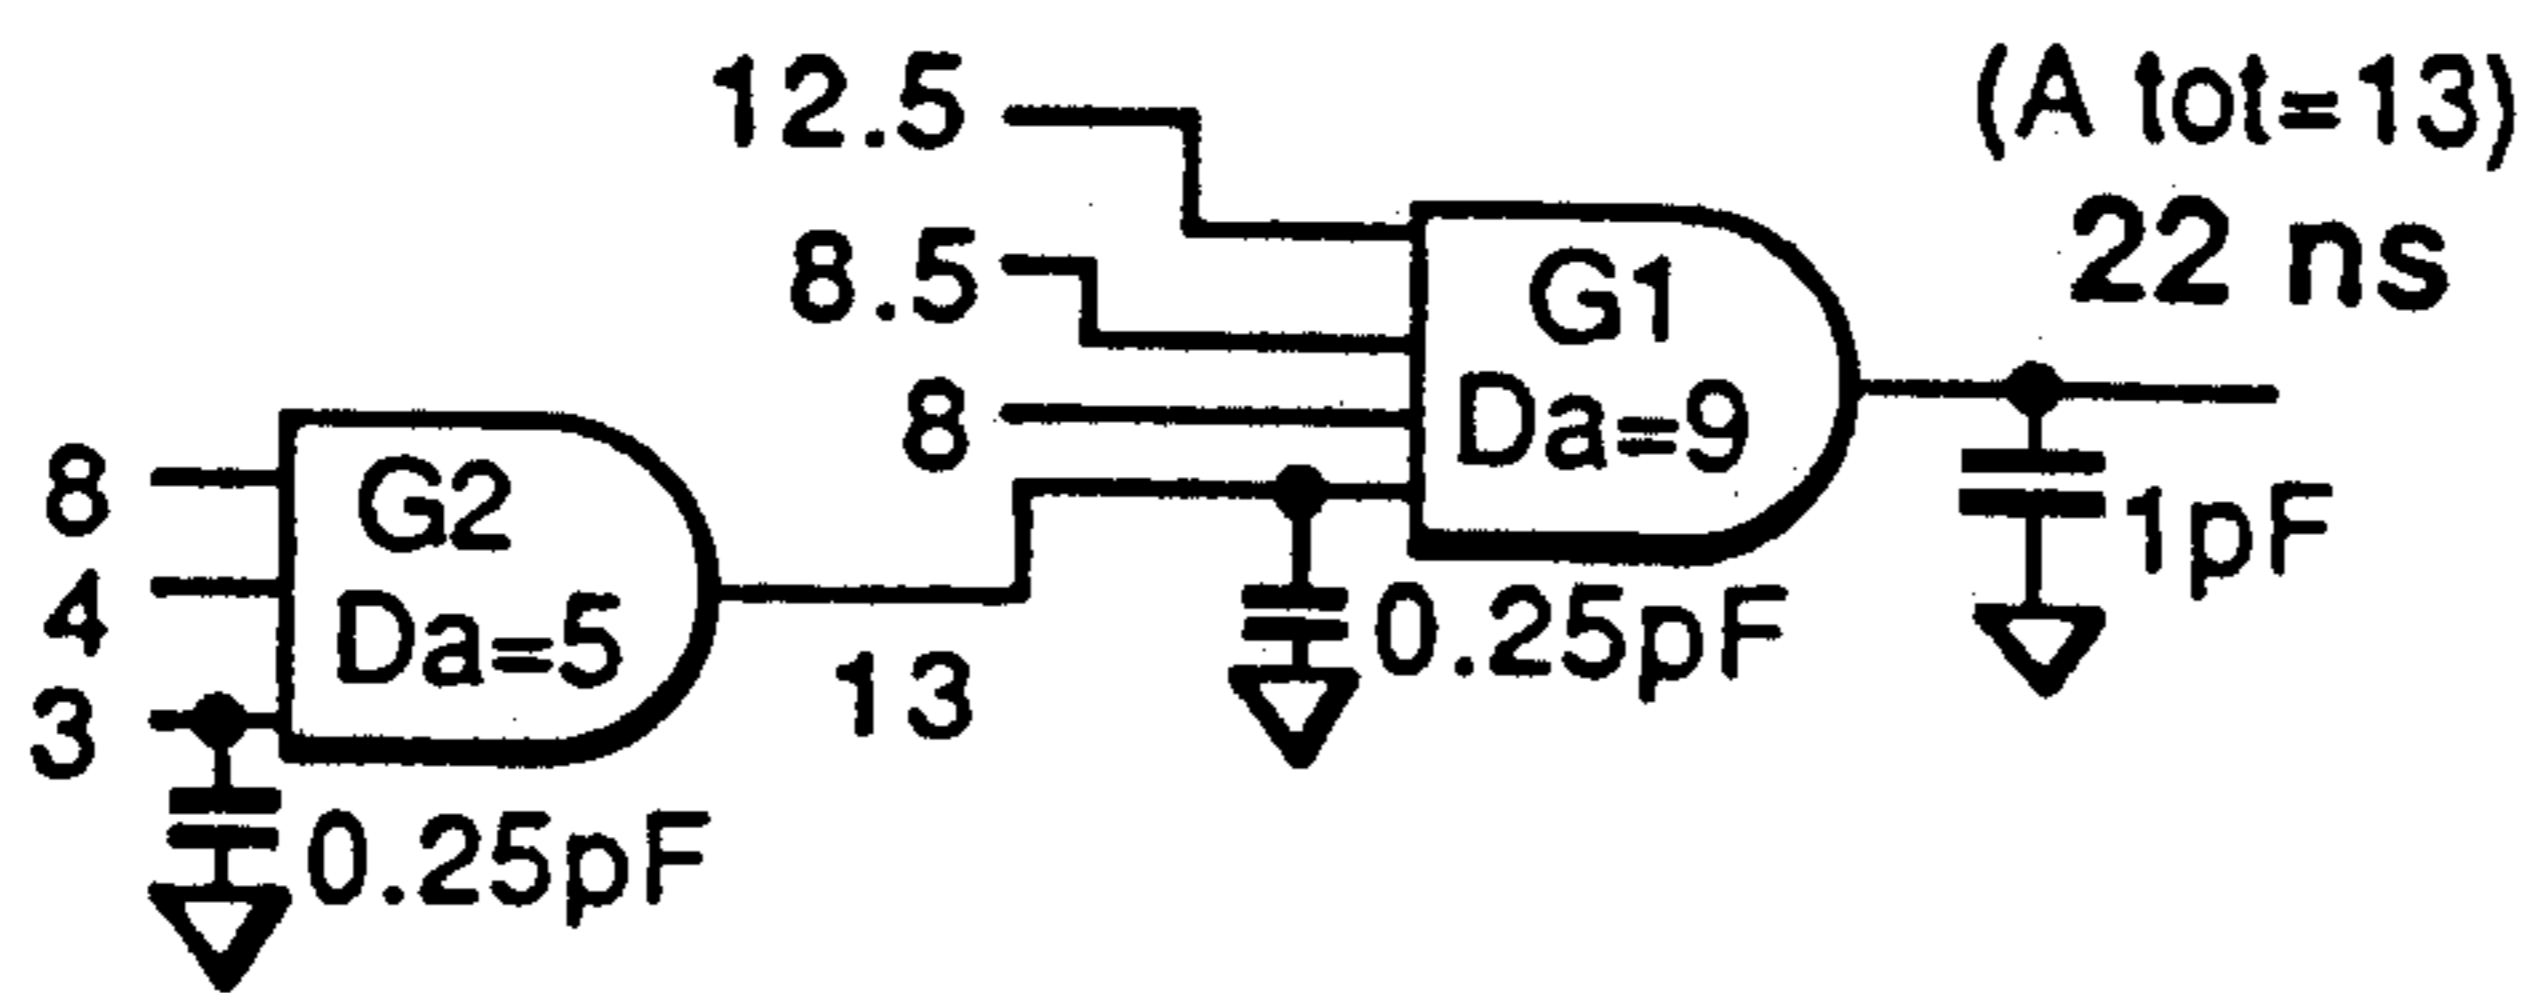 12.5
(A tot=13)
22 ns
8.5
G1
Da=9
8
1pF
8
4
3
G2
Da=5
13
0.25pF
0.25pF